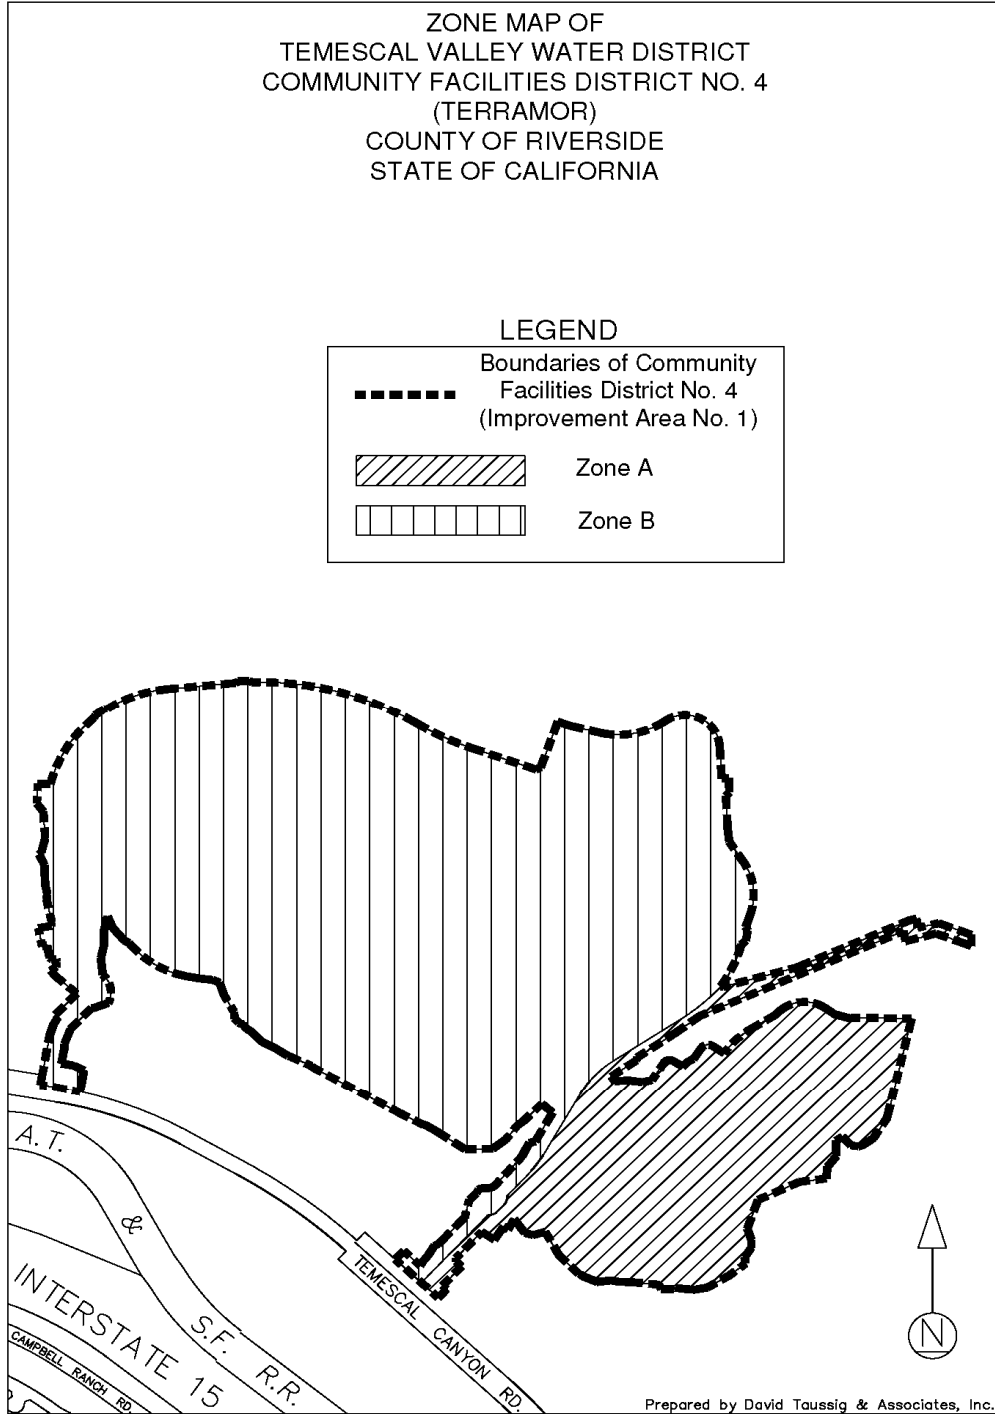 ZONE MAP OF
TEMESCAL VALLEY WATER DISTRICT
COMMUNITY FACILITIES DISTRICT NO. 4
(TERRAMOR)
COUNTY OF RIVERSIDE
STATE OF CALIFORNIA
LEGEND
Boundaries of Community
Facilities District No. 4
(Improvement Area No. 1)
Zone A
Zone B
A.T.
&
S.F. R.R.
INTERSTATE 15
CAMPBELL RANCH RD.
TEMESCAL CANYON RD.
N
Prepared by David Taussig & Associates, Inc.